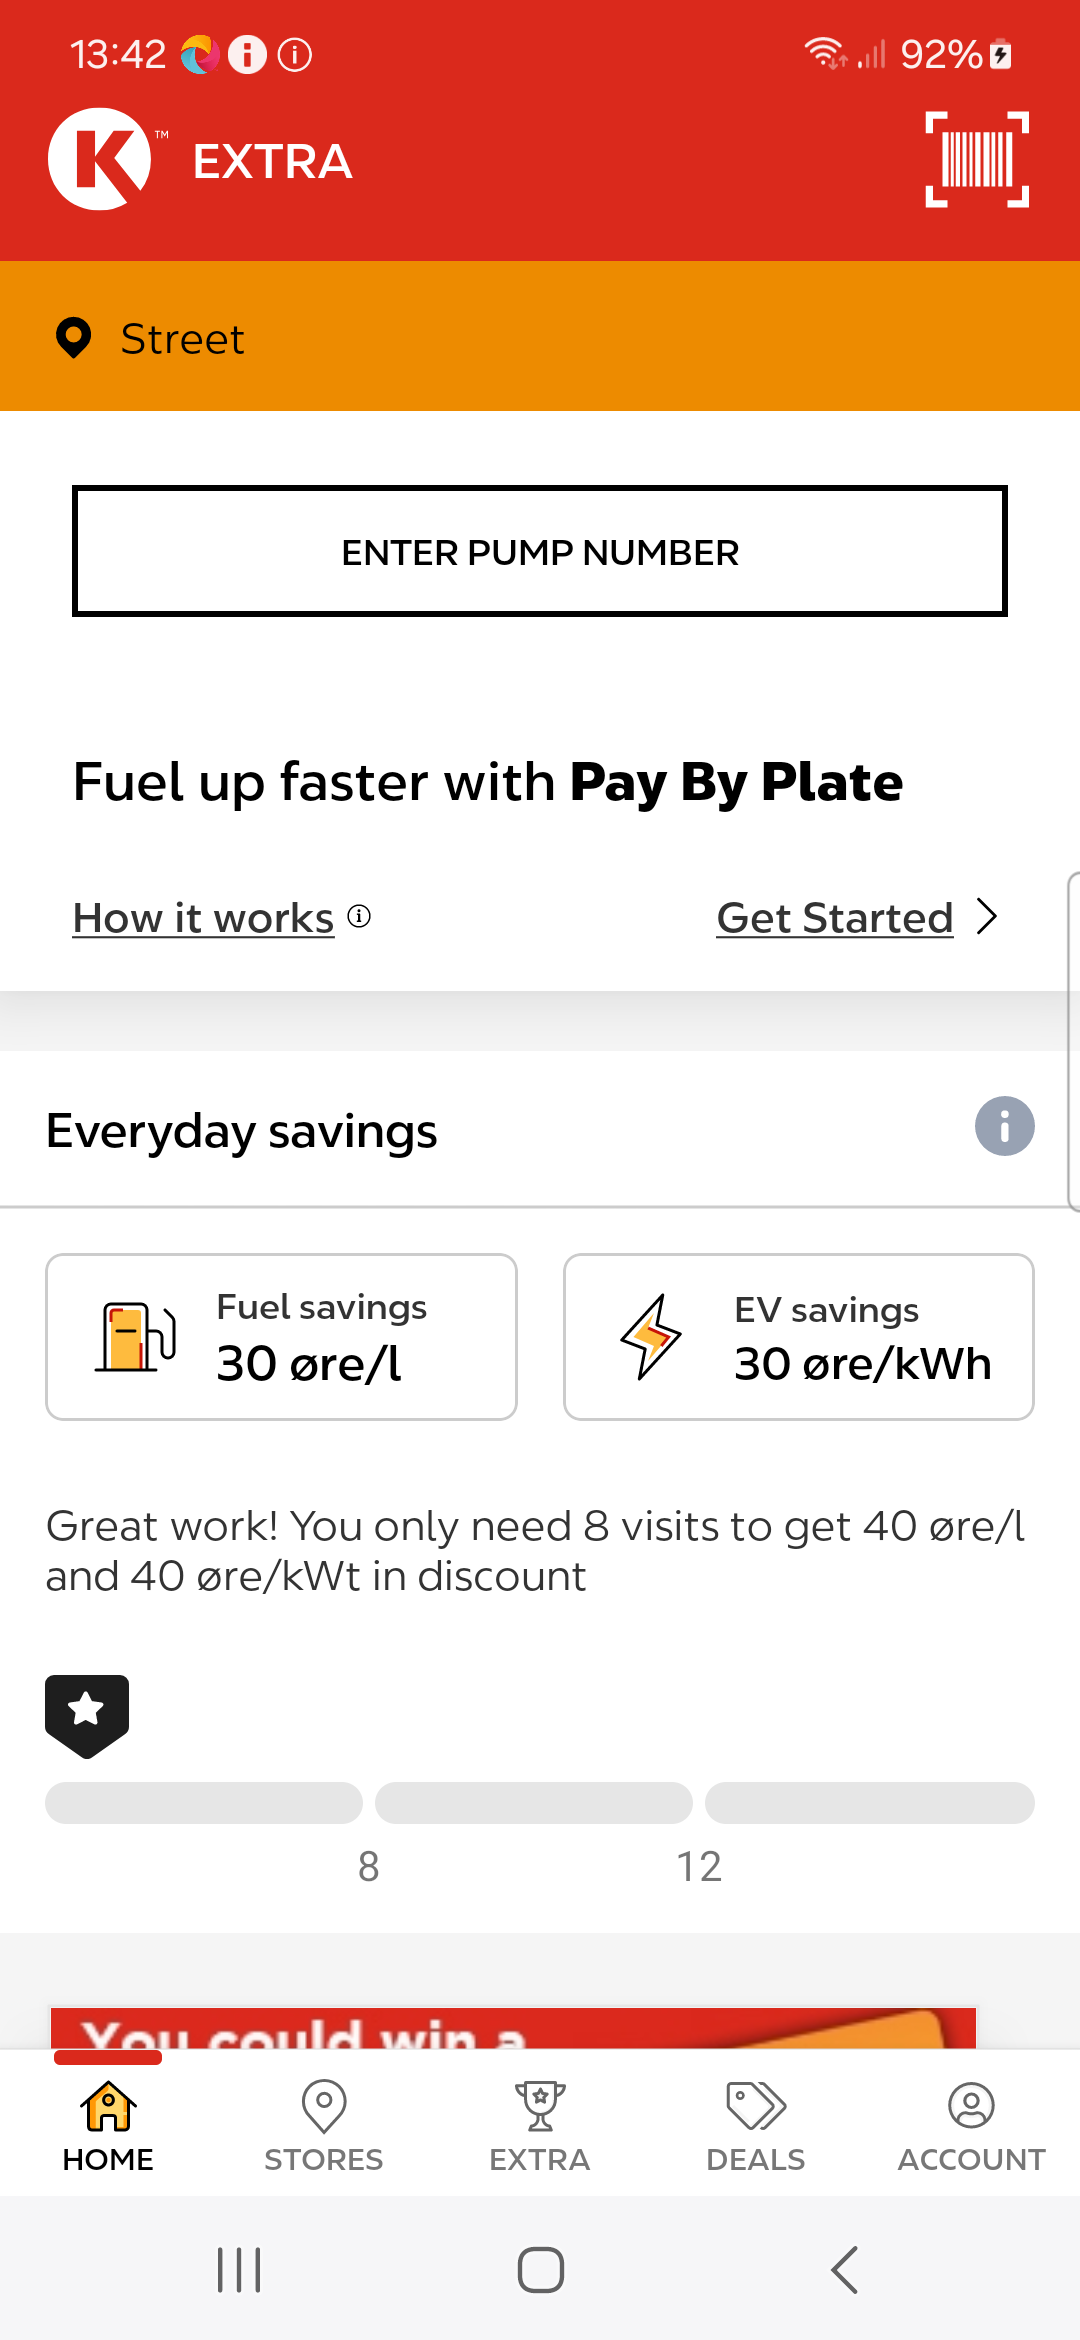 13:42
92%
K™ EXTRA
Street
ENTER PUMP NUMBER
Fuel up faster with Pay By Plate
How it works
Get Started
Everyday savings
Fuel savings
30 øre/l
EV savings
30 øre/kWh
Great work! You only need 8 visits to get 40 øre/l
and 40 øre/kWt in discount
8
12
You could win a
HOME
STORES
EXTRA
DEALS
ACCOUNT